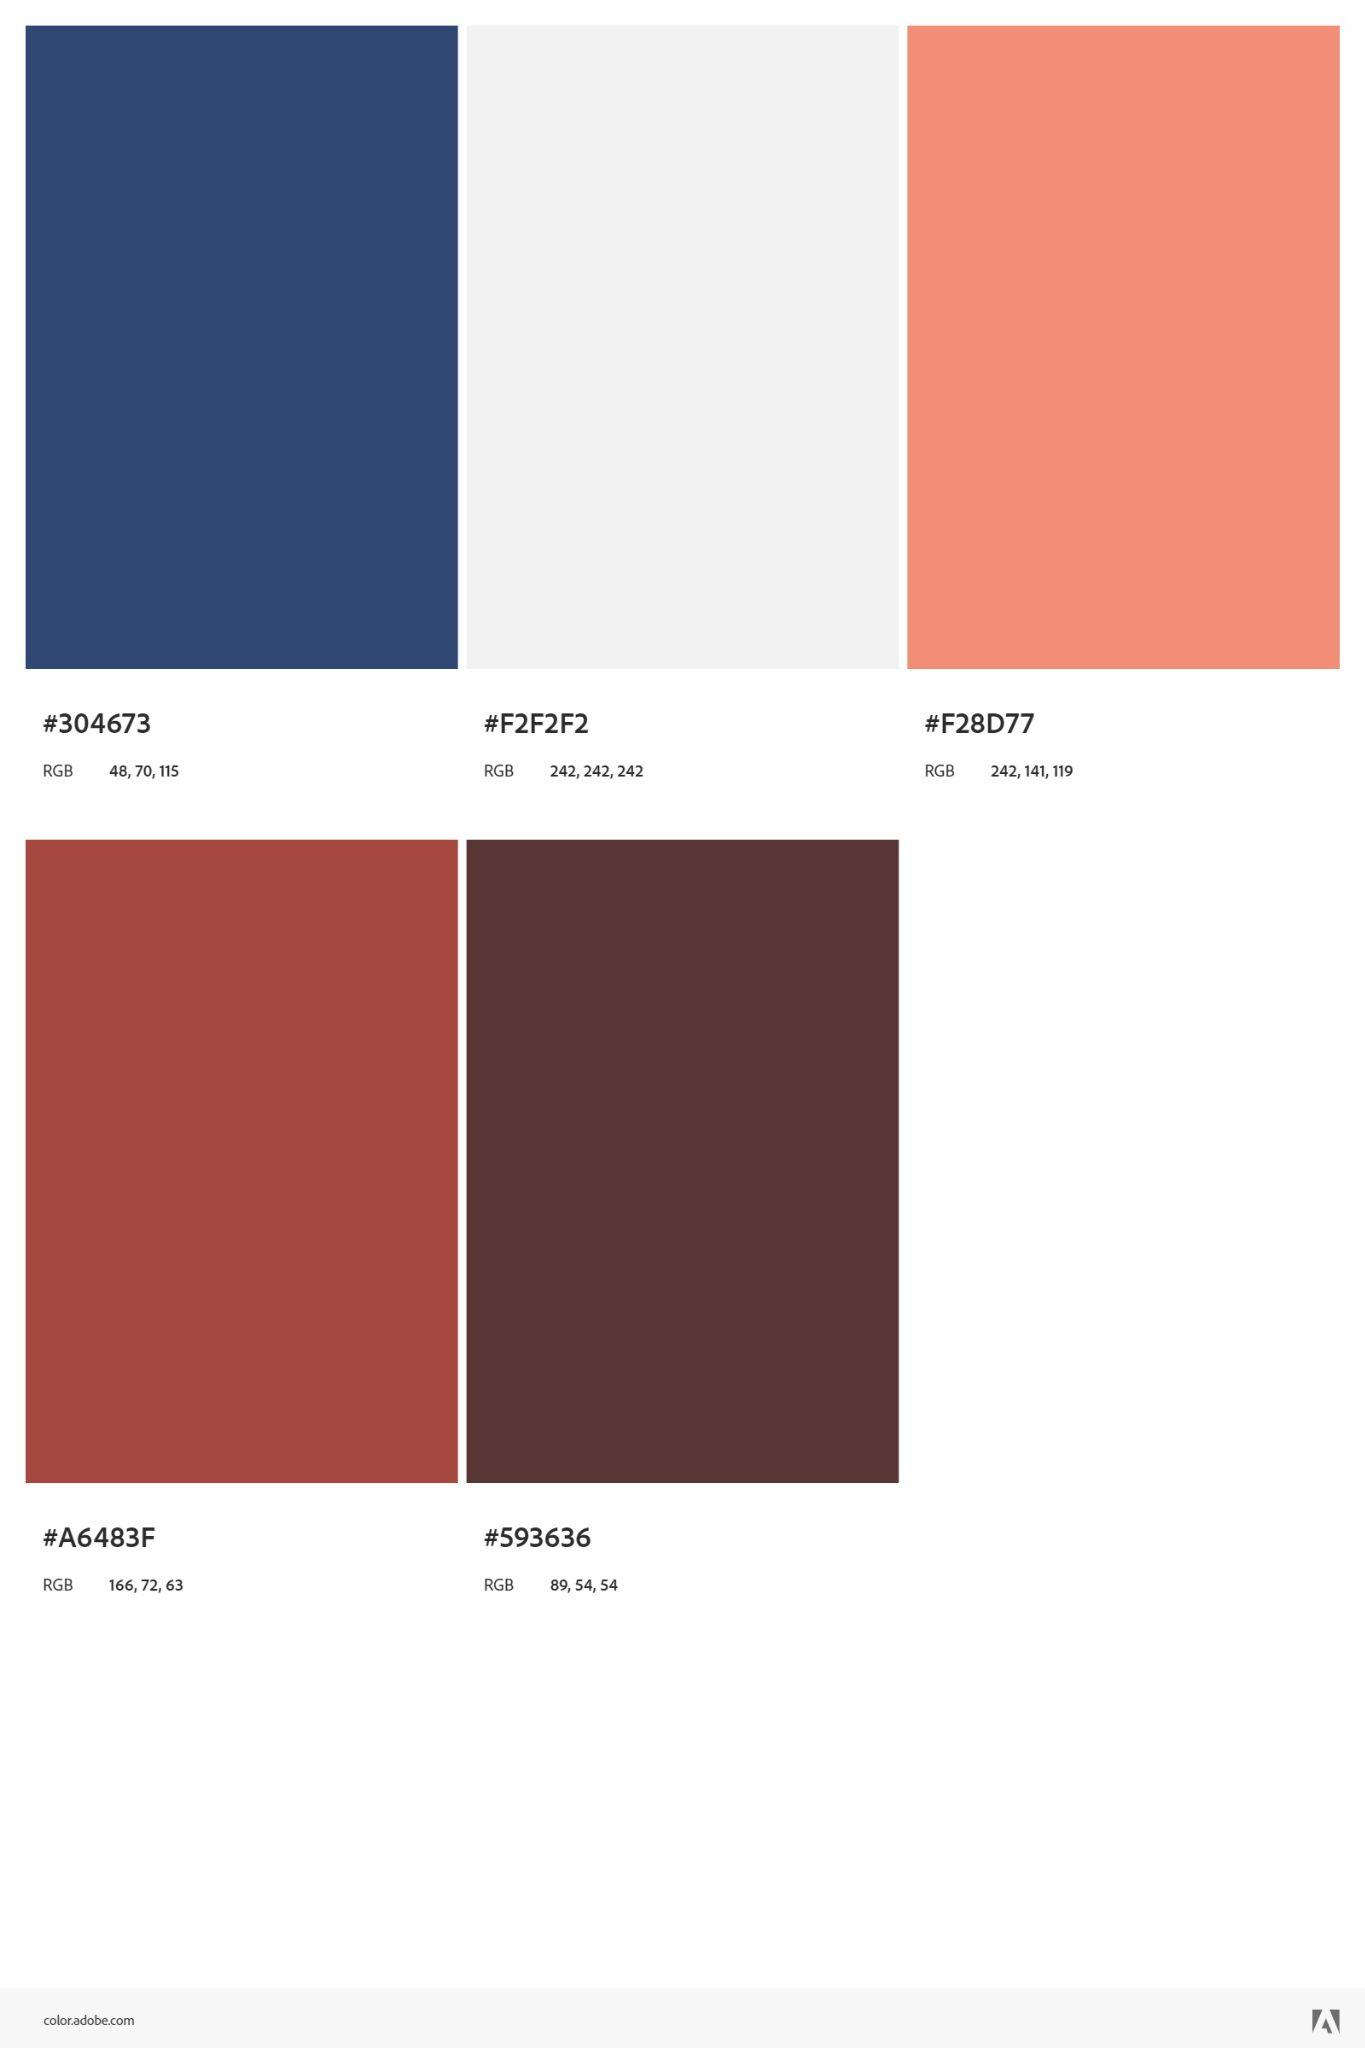 #304673
#F2F2F2
#F28D77
RGB 48, 70, 115
RGB 242, 242, 242
RGB 242, 141, 119
#A6483F
#593636
RGB 166, 72, 63
RGB 89, 54, 54
color.adobe.com